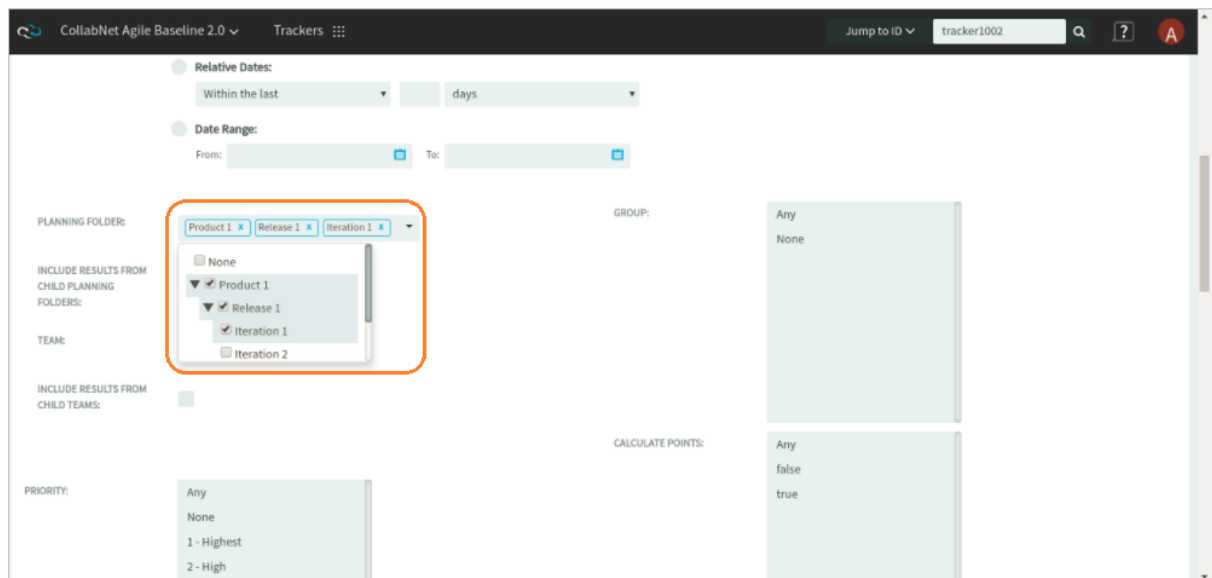 CollabNet Agile Baseline 2.0 Trackers Jump to ID tracker1002 ? A
Relative Dates:
Within the last days
Date Range:
From: To:
PLANNING FOLDER:
Product 1 x Release 1 x Iteration 1 x
None
Product 1
Release 1
Iteration 1
Iteration 2
INCLUDE RESULTS FROM
CHILD PLANNING
FOLDERS:
TEAM:
INCLUDE RESULTS FROM
CHILD TEAMS:
PRIORITY:
Any
None
1 - Highest
2 - High
GROUP:
Any
None
CALCULATE POINTS:
Any
false
true